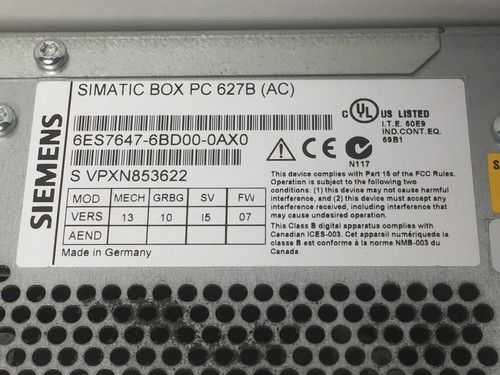 SIEMENS
SIMATIC BOX PC 627B (AC)
6ES7647-6BD00-0AX0
S VPXN853622
MOD MECH GRBG SV FW
VERS 13 10 I5 07
AEND
Made in Germany
c UL US LISTED
I.T.E. 60E9
IND.CONT.EQ.
69B1
CE
N117
This device complies with Part 15 of the FCC Rules.
Operation is subject to the following two
conditions: (1) this device may not cause harmful
interference, and (2) this device must accept any
interference received, including interference that
may cause undesired operation.
This Class B digital apparatus complies with
Canadian ICES-003. Cet appareil numériquede la
classe B est conforme à la norme NMB-003 du
Canada.